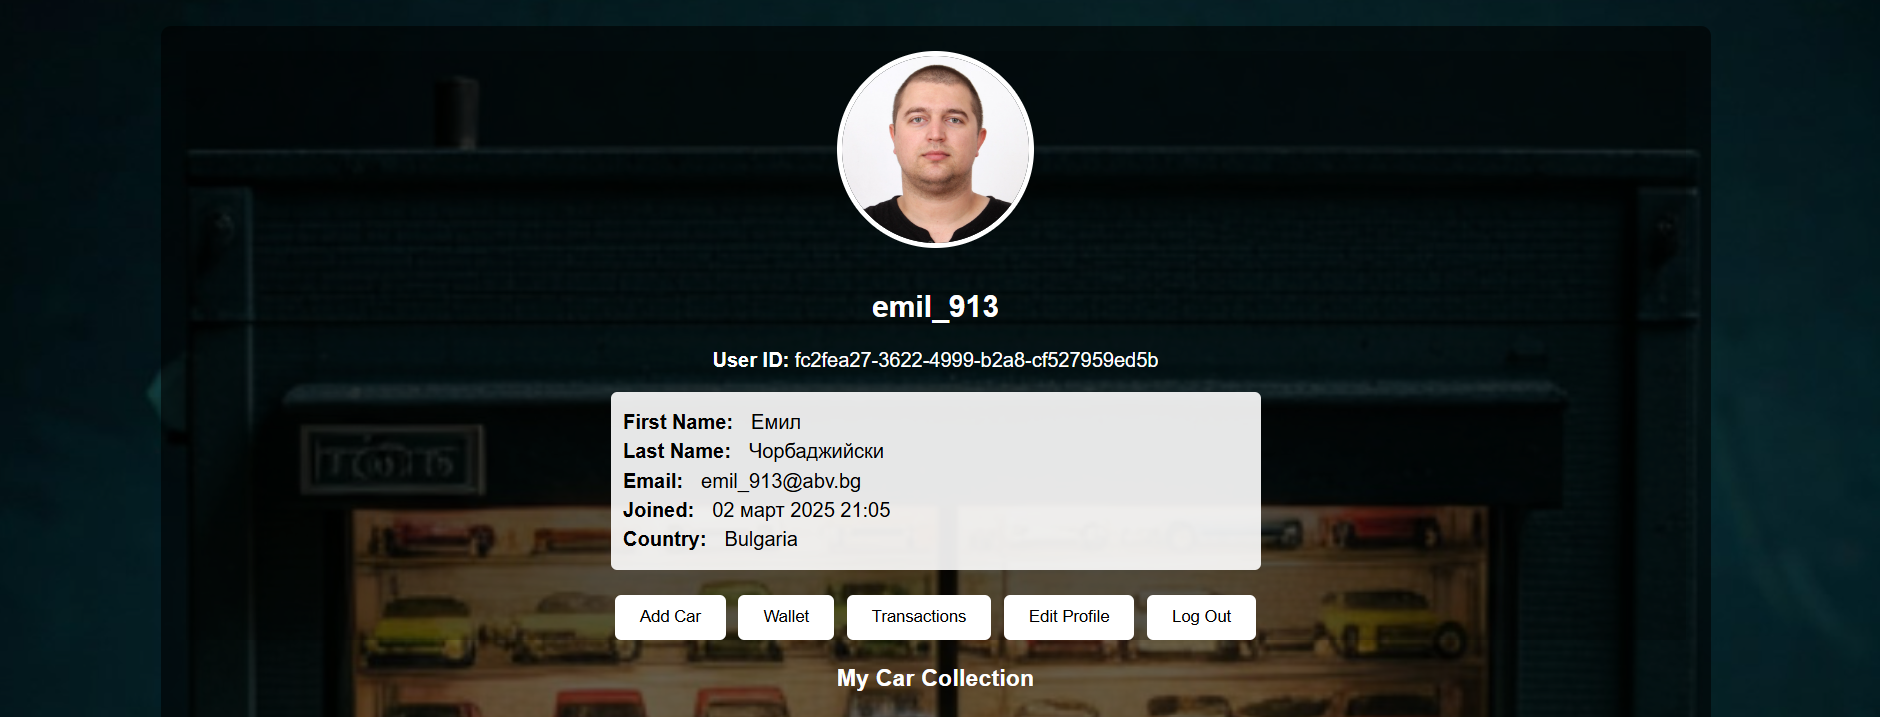 emil_913
User ID: fc2fea27-3622-4999-b2a8-cf527959ed5b
First Name: Емил
Last Name: Чорбаджийски
Email: emil_913@abv.bg
Joined: 02 март 2025 21:05
Country: Bulgaria
Add Car Wallet Transactions Edit Profile Log Out
My Car Collection